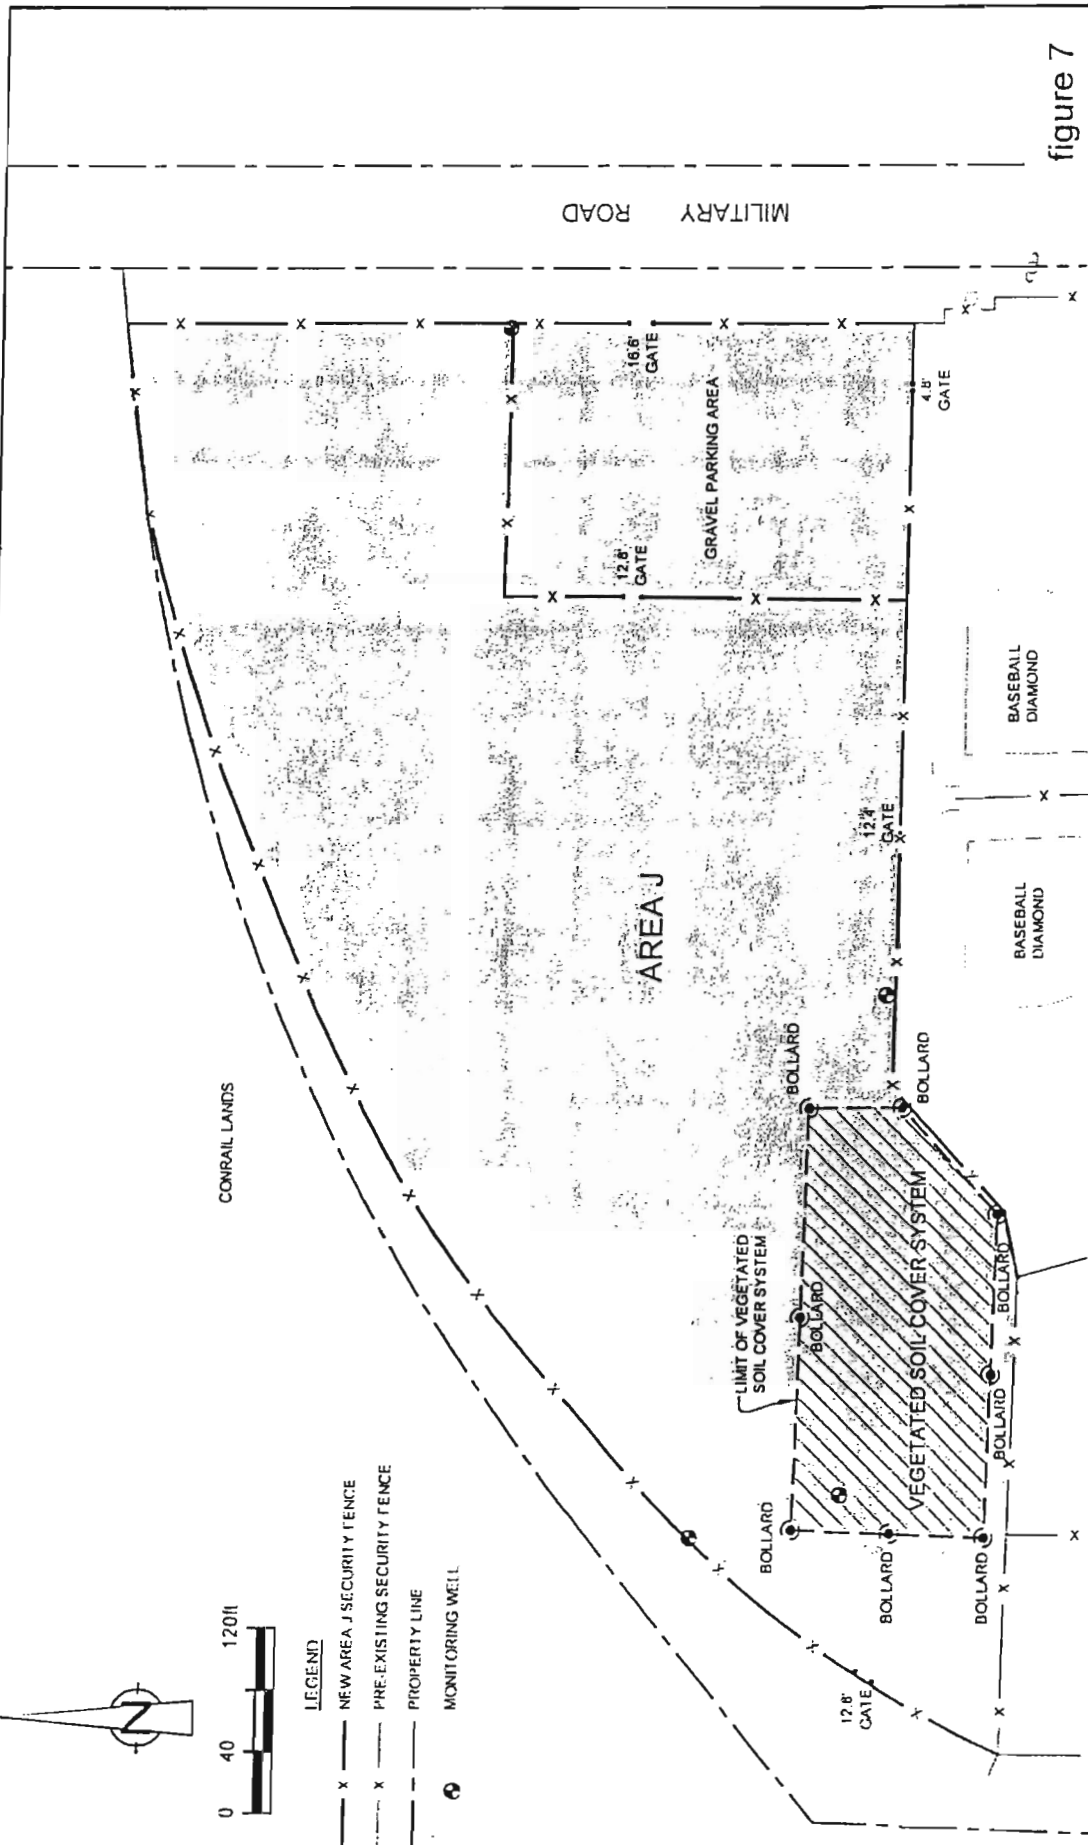 figure 7
MILITARY ROAD
16.6'
GATE
4.8'
GATE
GRAVEL PARKING AREA
12.8'
GATE
BASEBALL
DIAMOND
12.4'
GATE
BASEBALL
DIAMOND
AREA J
BOLLARD
BOLLARD
CONRAIL LANDS
LIMIT OF VEGETATED
SOIL COVER SYSTEM
BOLLARD
VEGETATED SOIL COVER SYSTEM
BOLLARD
BOLLARD
BOLLARD
BOLLARD
BOLLARD
12.8'
GATE
N
0 40 120ft
LEGEND
x NEW AREA J SECURITY FENCE
x PRE-EXISTING SECURITY FENCE
PROPERTY LINE
MONITORING WELL